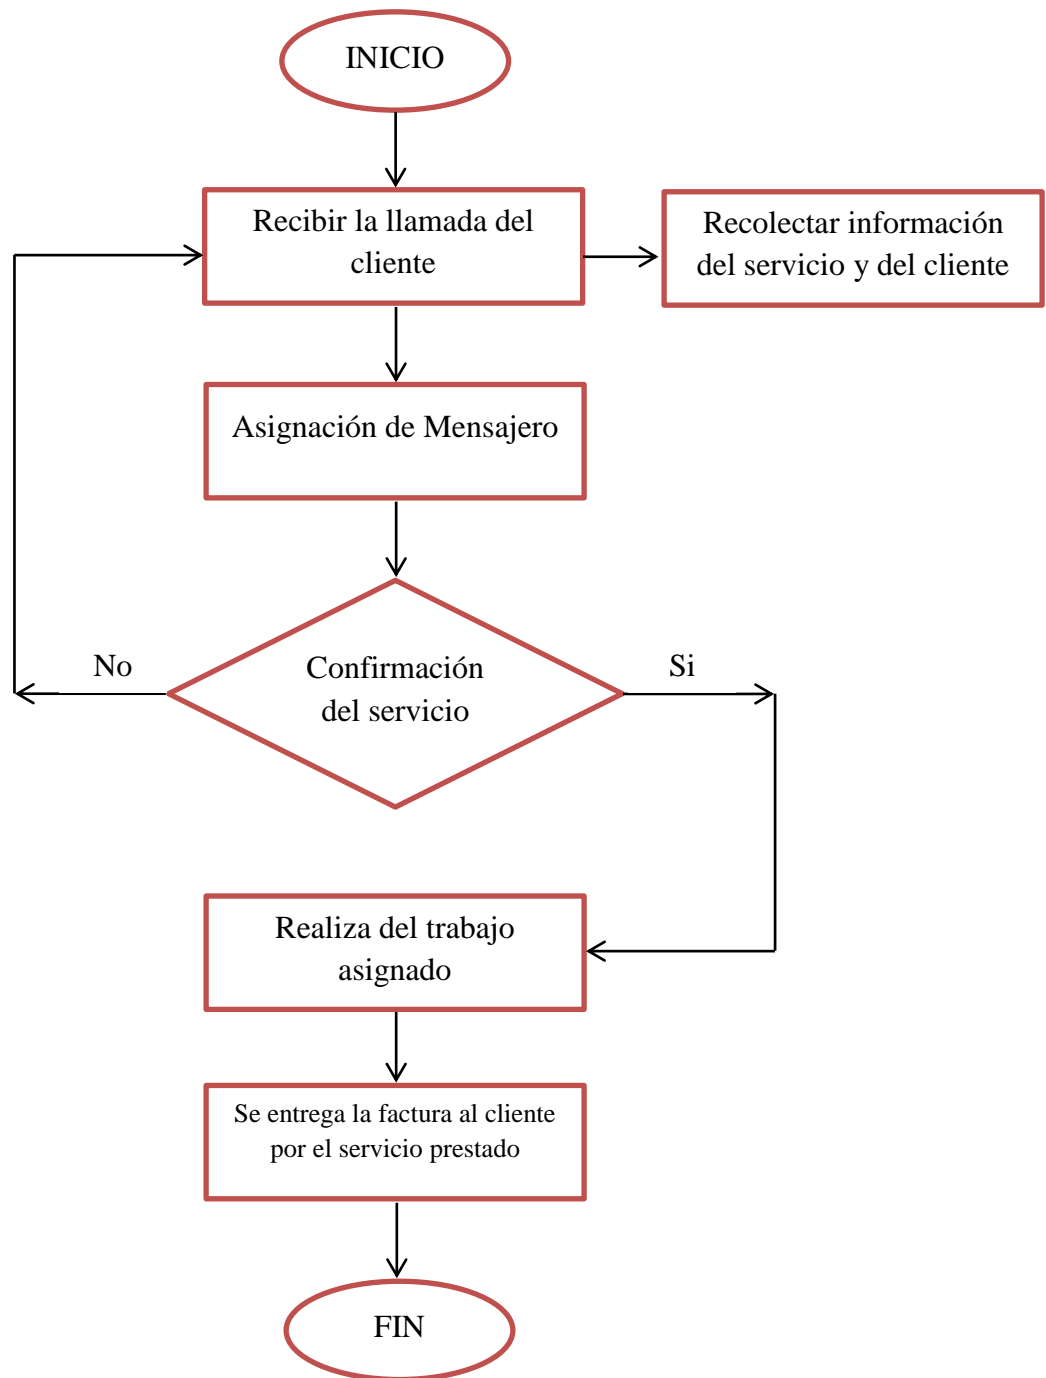 INICIO
Recibir la llamada del
cliente
Recolectar información
del servicio y del cliente
Asignación de Mensajero
No
Confirmación
del servicio
Si
Realiza del trabajo
asignado
Se entrega la factura al cliente
por el servicio prestado
FIN